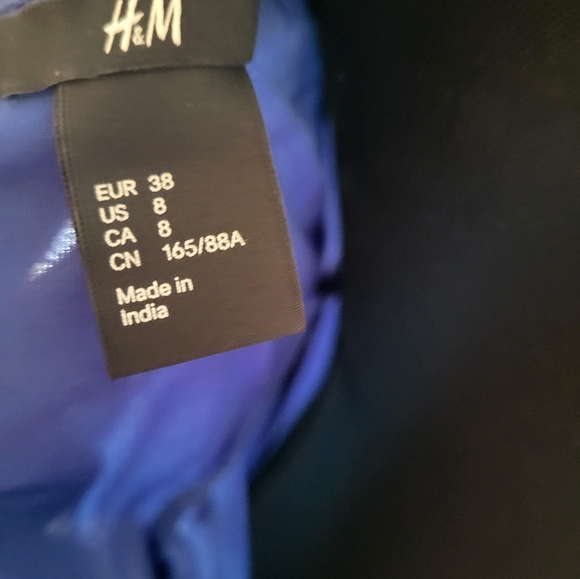 H&M
EUR 38
US 8
CA 8
CN 165/88A
Made in
India